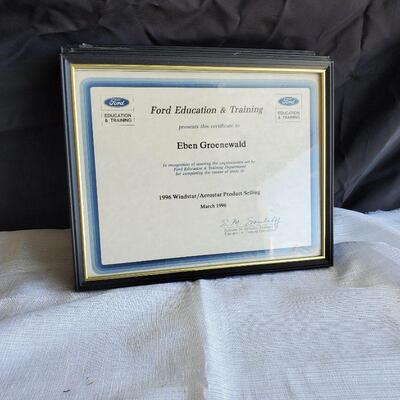 Ford
EDUCATION
& TRAINING
Ford Education & Training
Ford
EDUCATION
& TRAINING
presents this certificate to
Eben Groenewald
In recognition of meeting the requirements set by
Ford Education & Training Department
for completing the course of study in
1996 Windstar/Aerostar Product Selling
March 1996